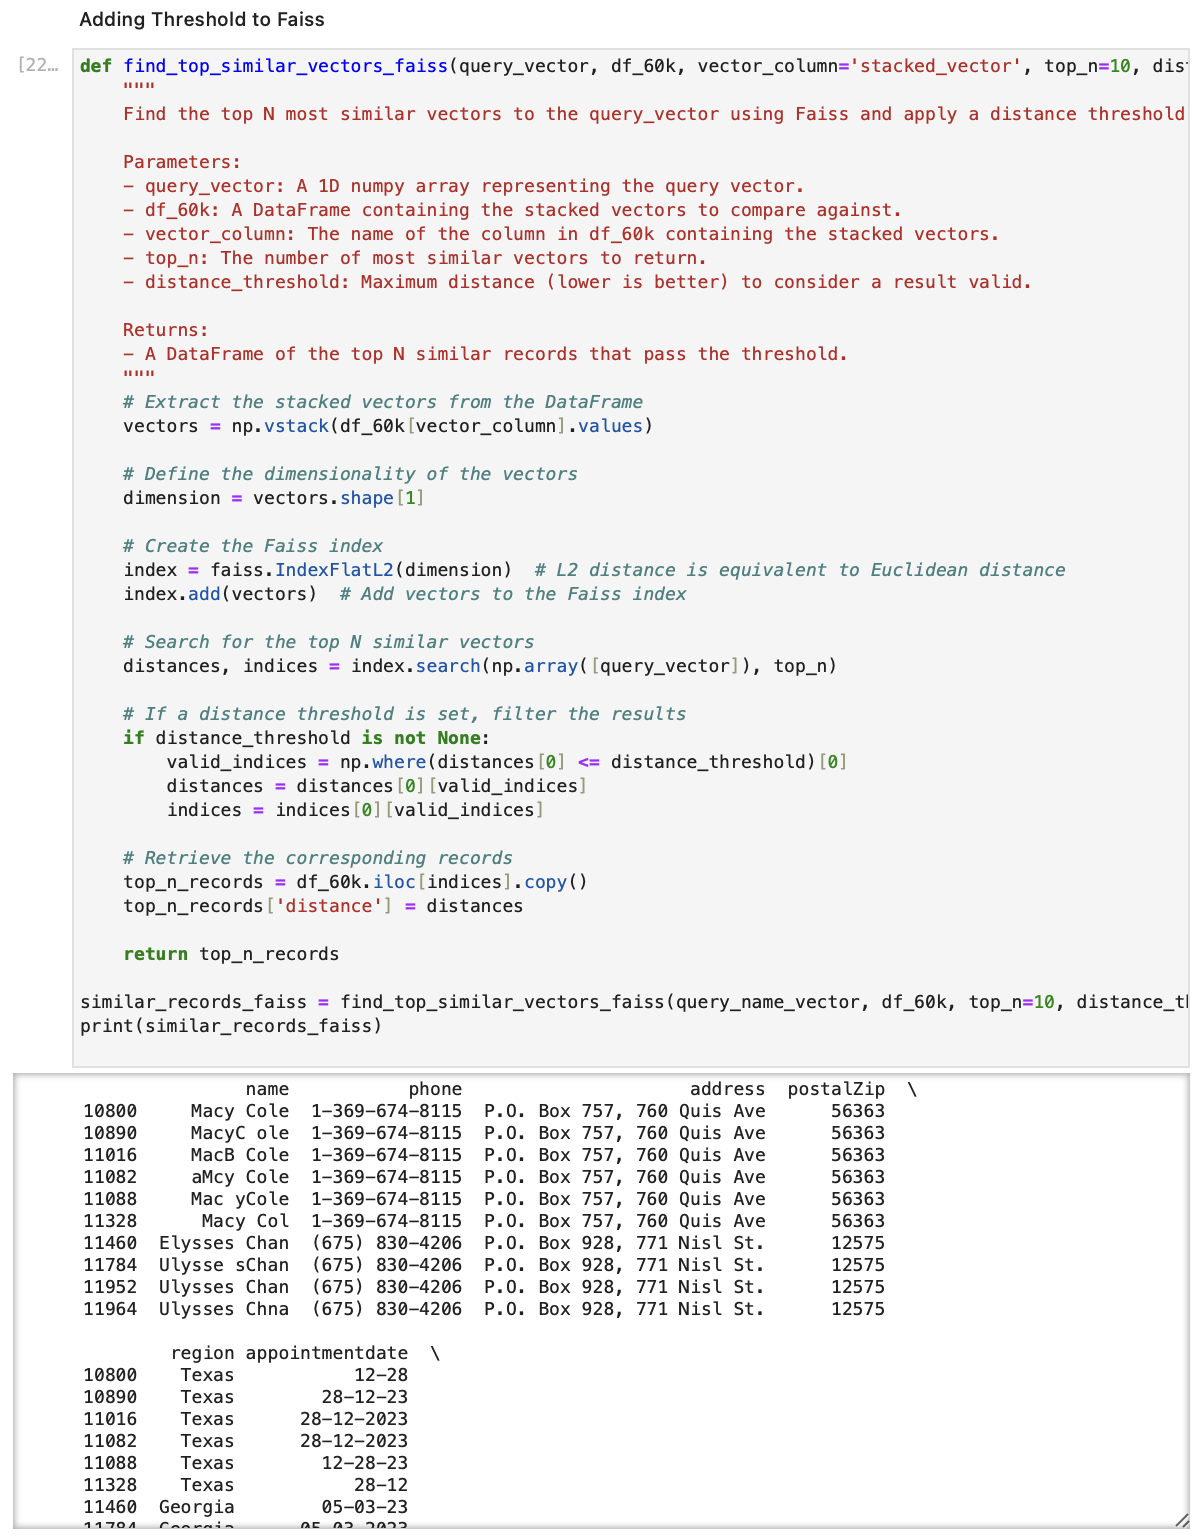 Adding Threshold to Faiss
[22…
def find_top_similar_vectors_faiss(query_vector, df_60k, vector_column='stacked_vector', top_n=10, dis
"""
Find the top N most similar vectors to the query_vector using Faiss and apply a distance threshold
Parameters:
- query_vector: A 1D numpy array representing the query vector.
- df_60k: A DataFrame containing the stacked vectors to compare against.
- vector_column: The name of the column in df_60k containing the stacked vectors.
- top_n: The number of most similar vectors to return.
- distance_threshold: Maximum distance (lower is better) to consider a result valid.
Returns:
- A DataFrame of the top N similar records that pass the threshold.
"""
# Extract the stacked vectors from the DataFrame
vectors = np.vstack(df_60k[vector_column].values)
# Define the dimensionality of the vectors
dimension = vectors.shape[1]
# Create the Faiss index
index = faiss.IndexFlatL2(dimension)  # L2 distance is equivalent to Euclidean distance
index.add(vectors)  # Add vectors to the Faiss index
# Search for the top N similar vectors
distances, indices = index.search(np.array([query_vector]), top_n)
# If a distance threshold is set, filter the results
if distance_threshold is not None:
valid_indices = np.where(distances[0] <= distance_threshold)[0]
distances = distances[0][valid_indices]
indices = indices[0][valid_indices]
# Retrieve the corresponding records
top_n_records = df_60k.iloc[indices].copy()
top_n_records['distance'] = distances
return top_n_records
similar_records_faiss = find_top_similar_vectors_faiss(query_name_vector, df_60k, top_n=10, distance_t
print(similar_records_faiss)
name phone address postalZip \
10800 Macy Cole 1-369-674-8115 P.O. Box 757, 760 Quis Ave 56363
10890 MacyC ole 1-369-674-8115 P.O. Box 757, 760 Quis Ave 56363
11016 MacB Cole 1-369-674-8115 P.O. Box 757, 760 Quis Ave 56363
11082 aMcy Cole 1-369-674-8115 P.O. Box 757, 760 Quis Ave 56363
11088 Mac yCole 1-369-674-8115 P.O. Box 757, 760 Quis Ave 56363
11328 Macy Col 1-369-674-8115 P.O. Box 757, 760 Quis Ave 56363
11460 Elysses Chan (675) 830-4206 P.O. Box 928, 771 Nisl St. 12575
11784 Ulysse sChan (675) 830-4206 P.O. Box 928, 771 Nisl St. 12575
11952 Ulysses Chan (675) 830-4206 P.O. Box 928, 771 Nisl St. 12575
11964 Ulysses Chna (675) 830-4206 P.O. Box 928, 771 Nisl St. 12575
region appointmentdate \
10800 Texas 12-28
10890 Texas 28-12-23
11016 Texas 28-12-2023
11082 Texas 28-12-2023
11088 Texas 12-28-23
11328 Texas 28-12
11460 Georgia 05-03-23
11784 Georgia 05-03-2023